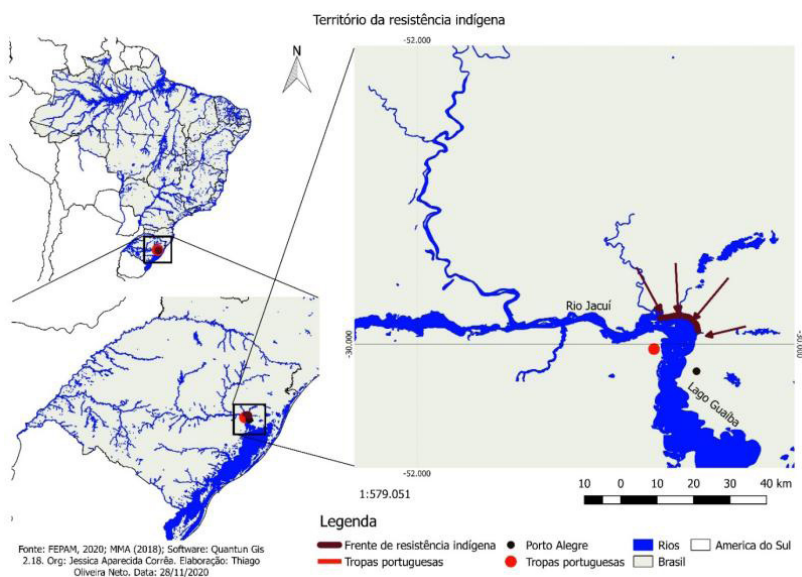 Território da resistência indígena
-52.000
N
Rio Jacuí
-30.000
-30.000
Lago Guaíba
-52.000
1:579.051
10 0 10 20 30 40 km
Legenda
Frente de resistência indígena
Porto Alegre
Rios
America do Sul
Tropas portuguesas
Tropas portuguesas
Brasil
Fonte: FEPAM, 2020; MMA (2018); Software: Quantun Gis
2.18. Org: Jessica Aparecida Corrêa. Elaboração: Thiago
Oliveira Neto. Data: 28/11/2020